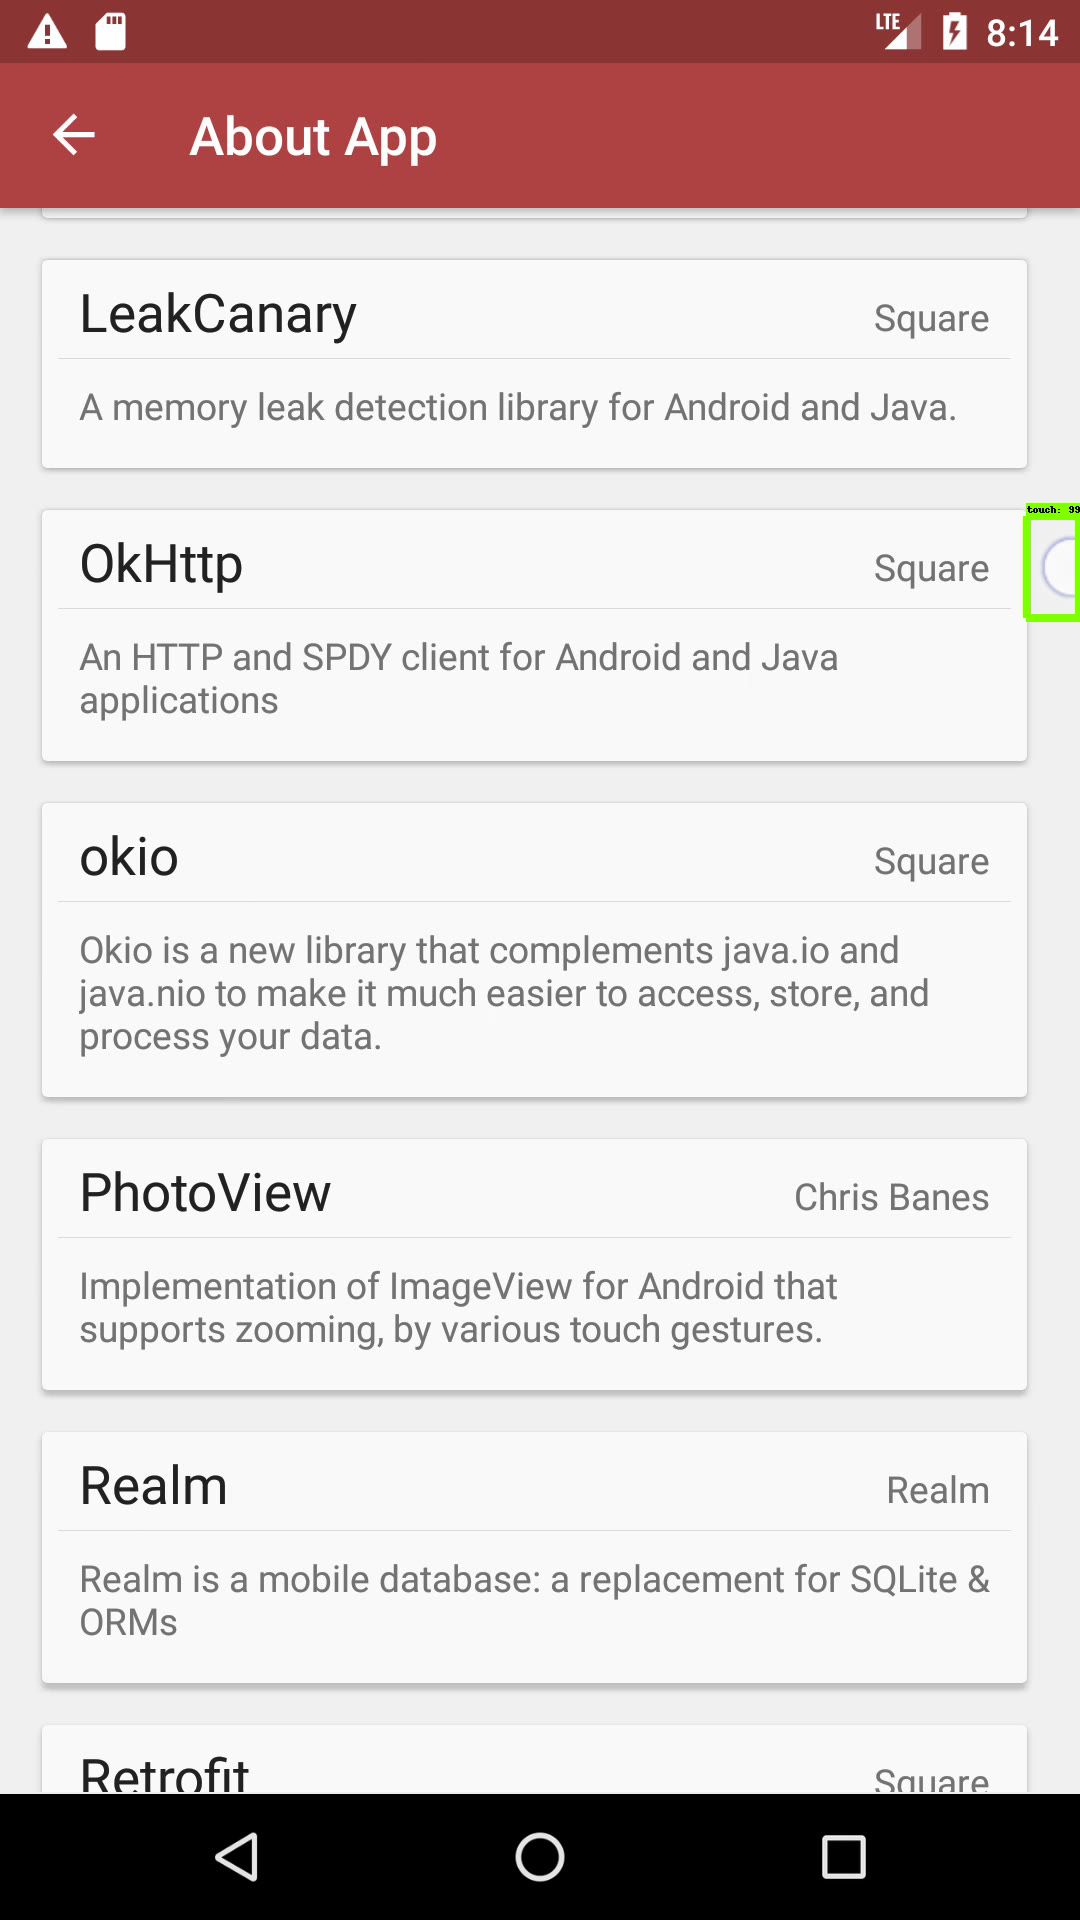 LTE 8:14
About App
LeakCanary Square
A memory leak detection library for Android and Java.
touch: 99
OkHttp Square
An HTTP and SPDY client for Android and Java
applications
okio Square
Okio is a new library that complements java.io and
java.nio to make it much easier to access, store, and
process your data.
PhotoView Chris Banes
Implementation of ImageView for Android that
supports zooming, by various touch gestures.
Realm Realm
Realm is a mobile database: a replacement for SQLite &
ORMs
Retrofit Square